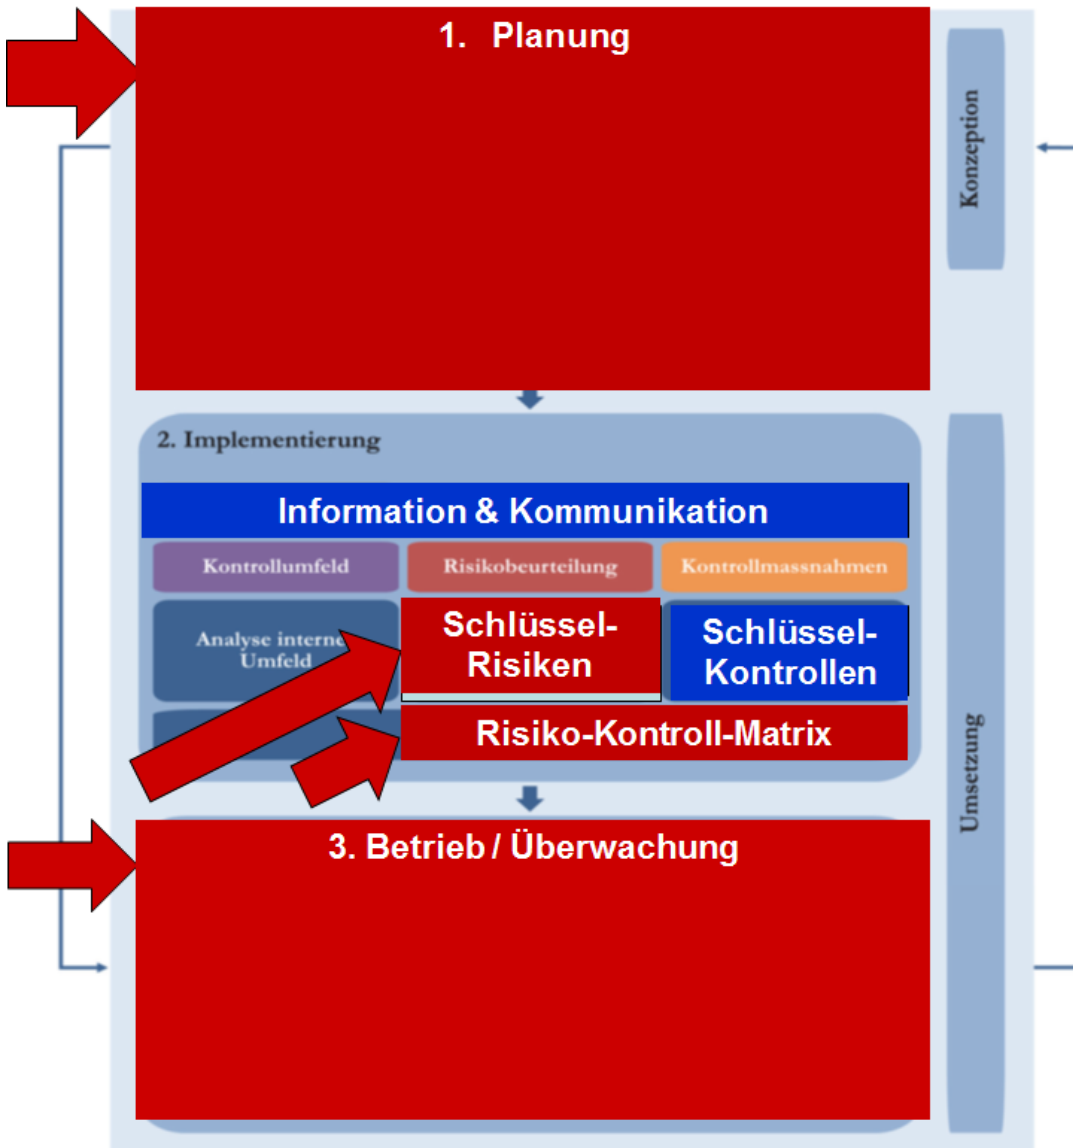 1. Planung
Konzeption
2. Implementierung
Information & Kommunikation
Kontrollumfeld
Risikobeurteilung
Kontrollmassnahmen
Analyse interne
Umfeld
Schlüssel-
Risiken
Schlüssel-
Kontrollen
Risiko-Kontroll-Matrix
Umsetzung
3. Betrieb / Überwachung